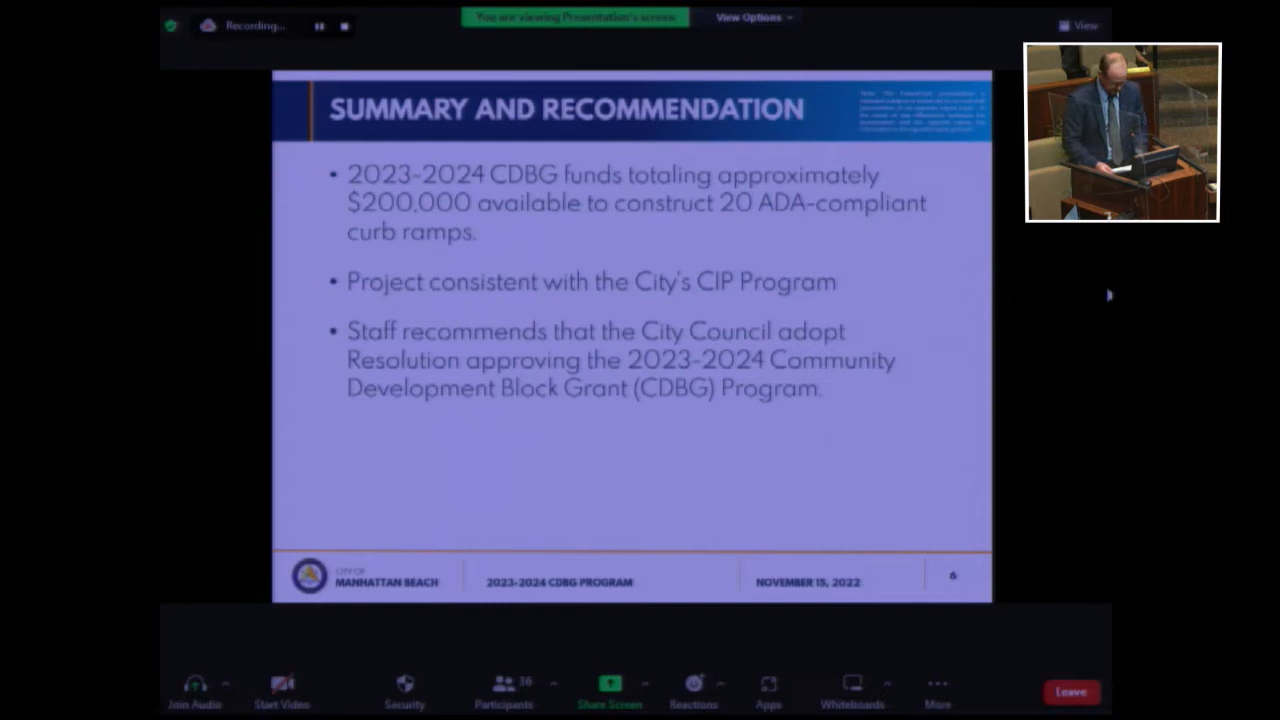 You are viewing Presentation's screen
View Options
Recording...
View
SUMMARY AND RECOMMENDATION
• 2023-2024 CDBG funds totaling approximately
$200,000 available to construct 20 ADA-compliant
curb ramps.
• Project consistent with the City's CIP Program
• Staff recommends that the City Council adopt
Resolution approving the 2023-2024 Community
Development Block Grant (CDBG) Program.
CITY OF
MANHATTAN BEACH
2023-2024 CDBG PROGRAM
NOVEMBER 15, 2022
6
36
Join Audio
Start Video
Security
Participants
Share Screen
Reactions
Apps
Whiteboards
More
Leave